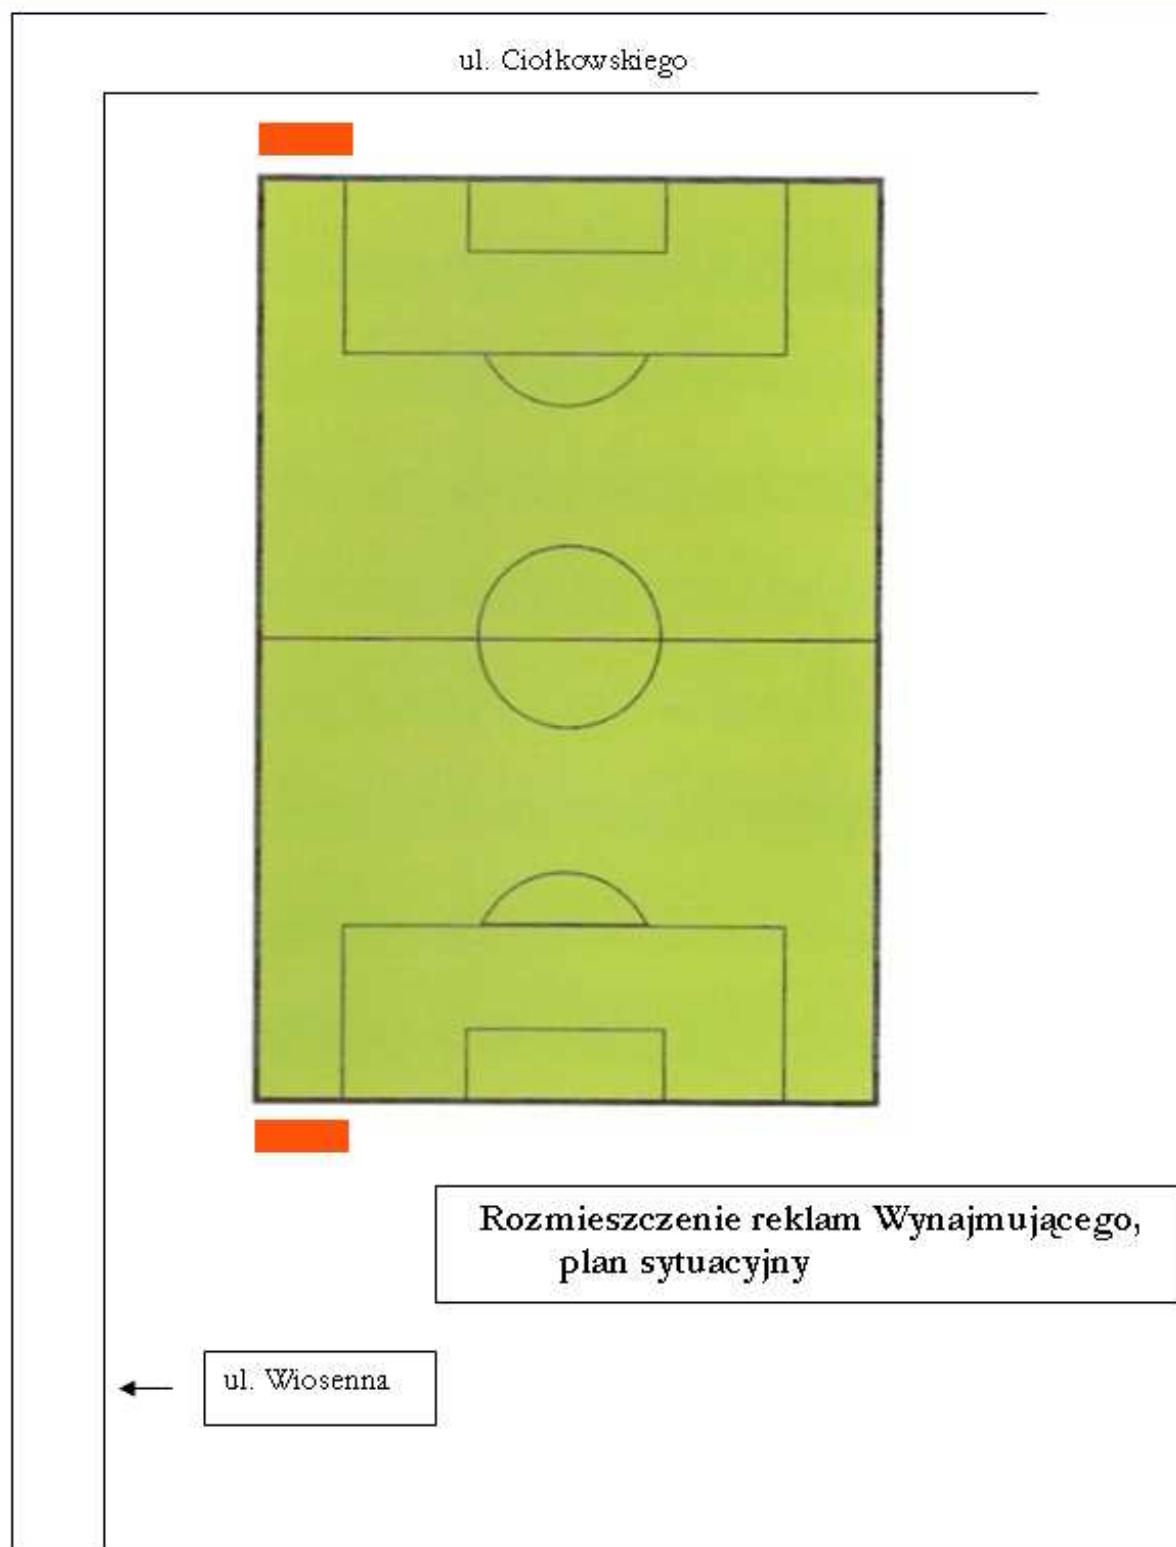 ul. Ciołkowskiego
Rozmieszczenie reklam Wynajmującego,
plan sytuacyjny
ul. Wiosenna